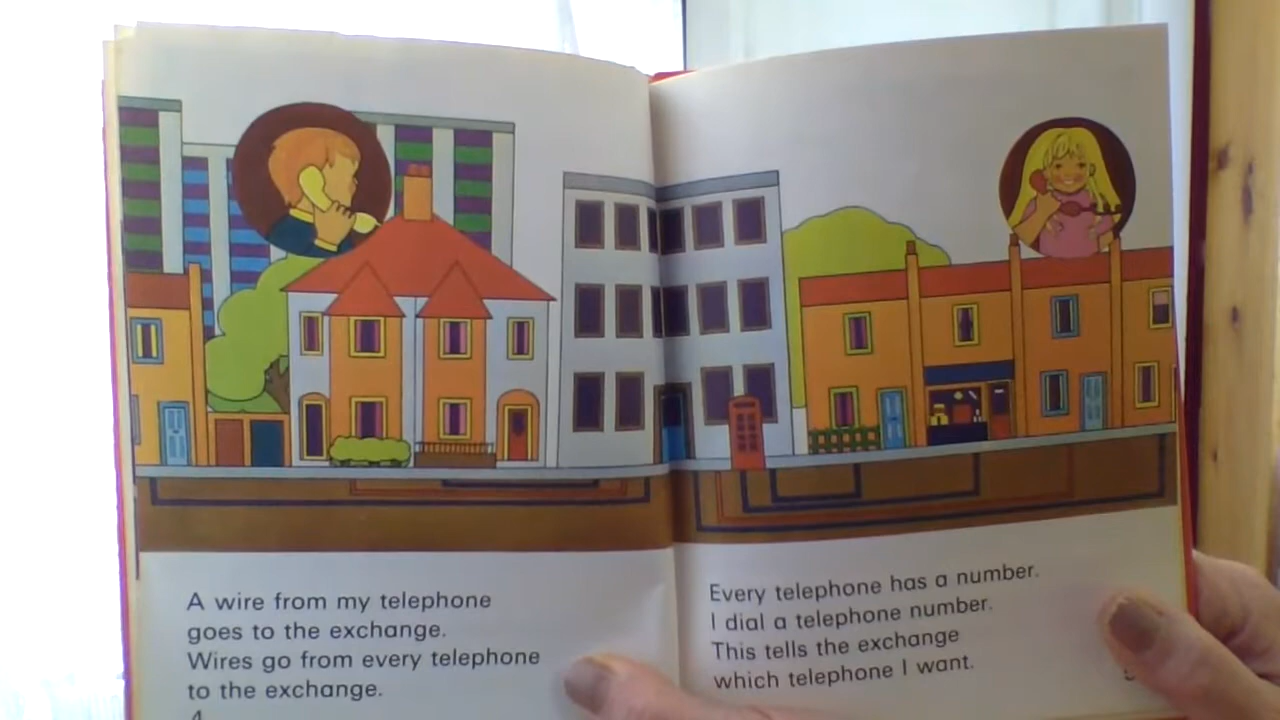 A wire from my telephone
goes to the exchange.
Wires go from every telephone
to the exchange.
4
Every telephone has a number.
I dial a telephone number.
This tells the exchange
which telephone I want.